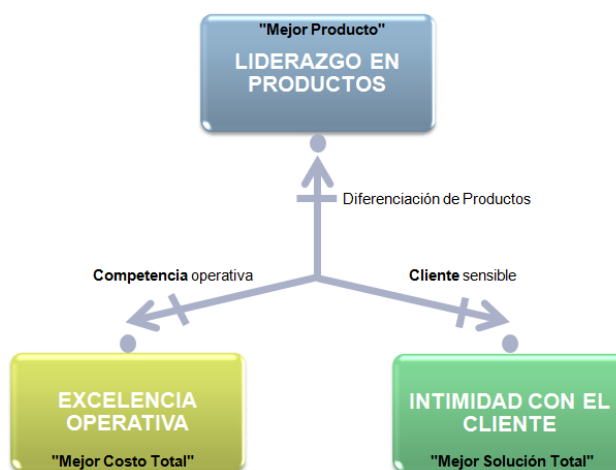 "Mejor Producto"
LIDERAZGO EN
PRODUCTOS
Diferenciación de Productos
Competencia operativa
Cliente sensible
EXCELENCIA
OPERATIVA
"Mejor Costo Total"
INTIMIDAD CON EL
CLIENTE
"Mejor Solución Total"